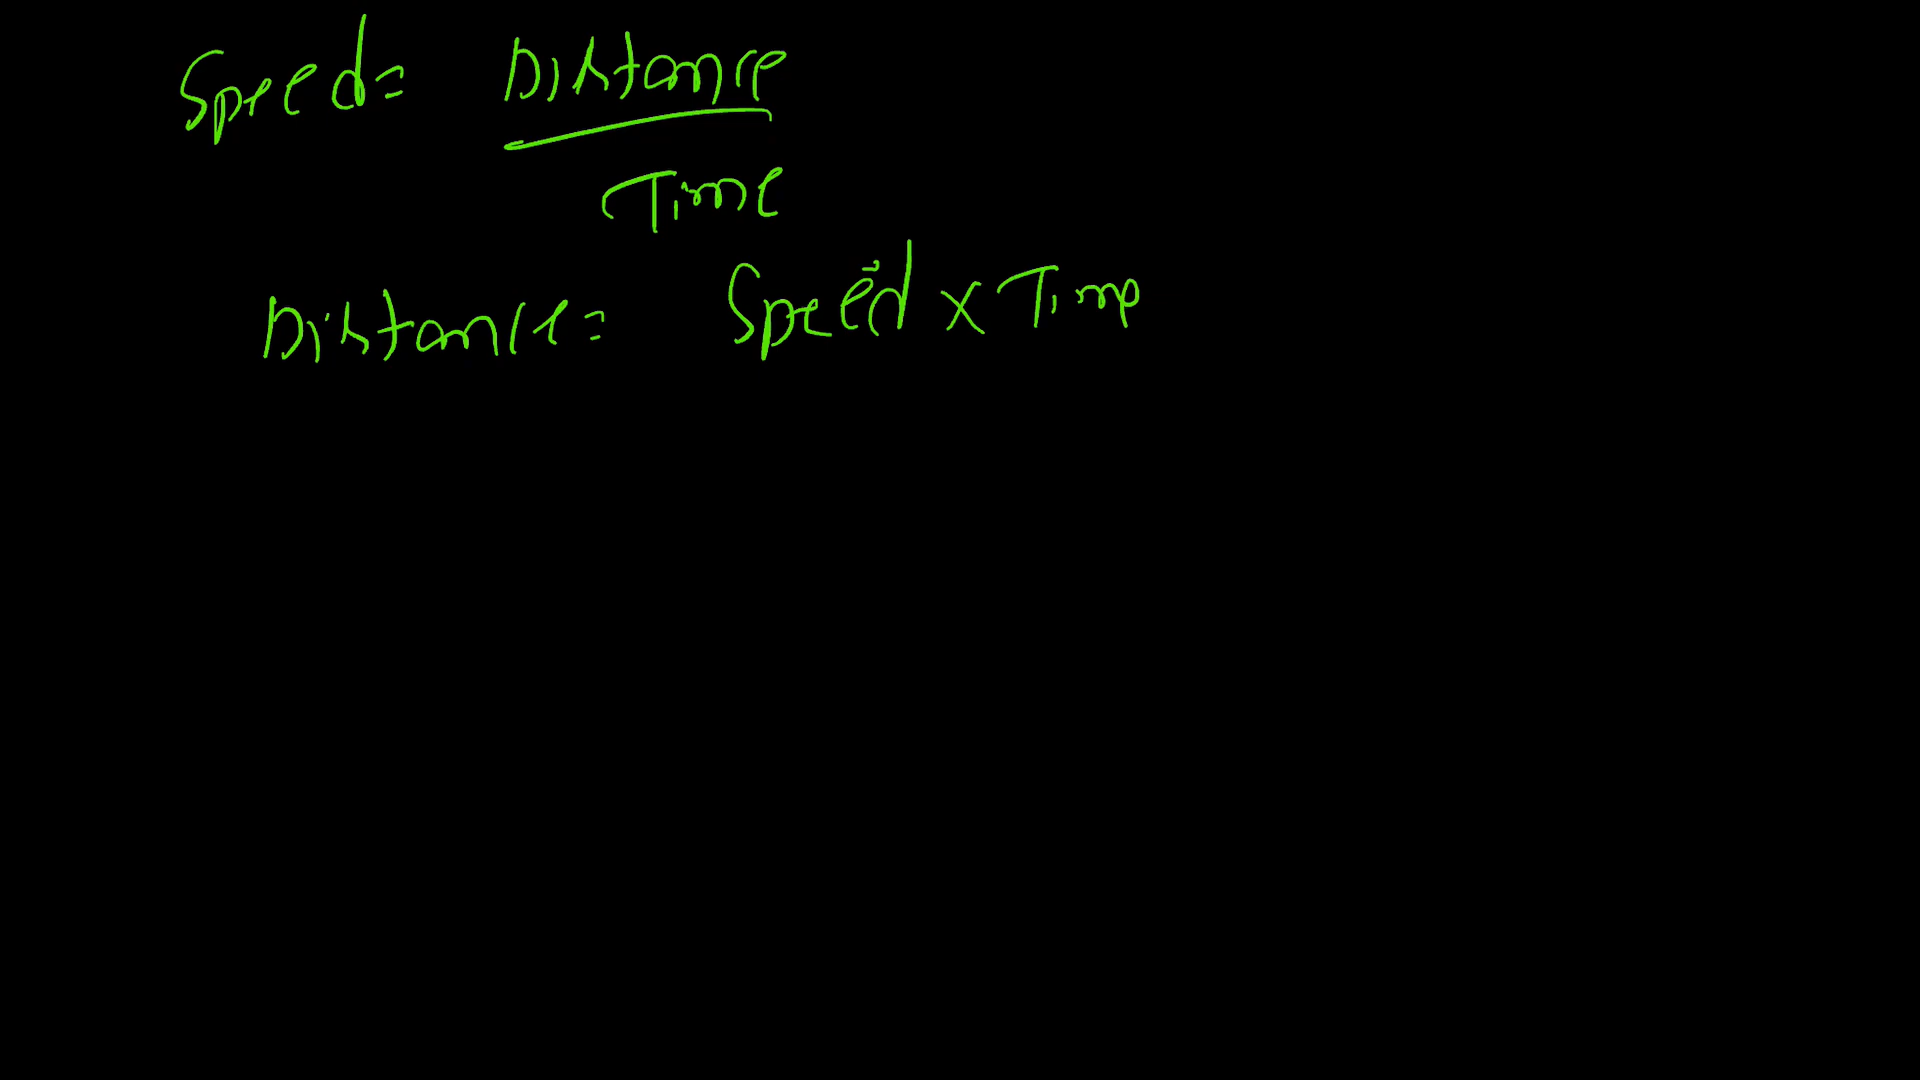 Speed = Distance
Time
Distance = Speed x Time